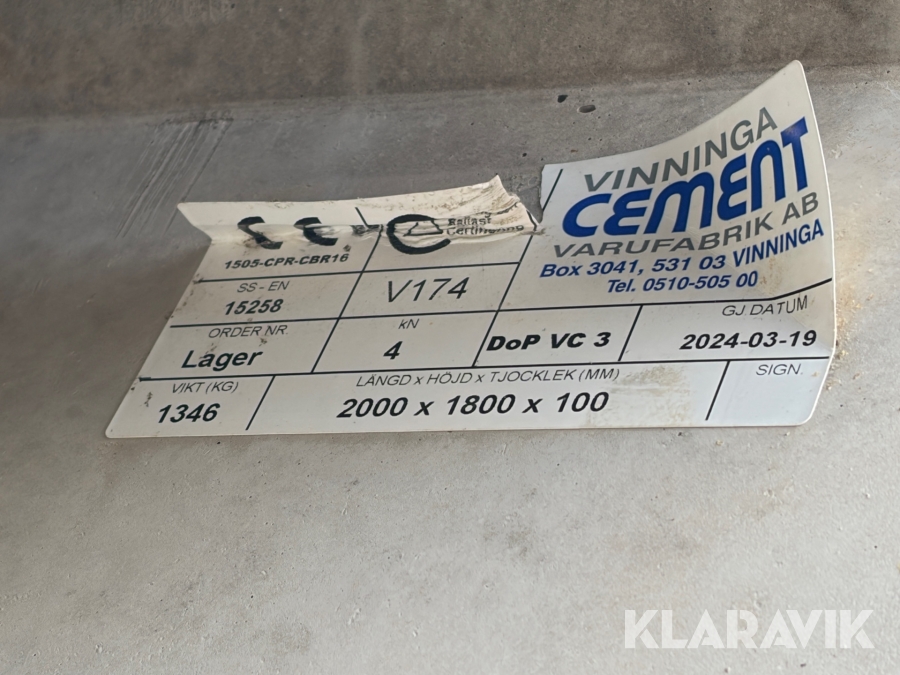 VINNINGA
CEMENT
VARUFABRIK AB
Box 3041, 531 03 VINNINGA
Tel. 0510-505 00
Ballast
Certifiering
1505-CPR-CBR16
SS - EN
15258
V174
ORDER NR.
Lager
kN
4
DoP VC 3
GJ.DATUM
2024-03-19
VIKT (KG)
1346
LÄNGD x HÖJD x TJOCKLEK (MM)
2000 x 1800 x 100
SIGN.
KLARAVIK